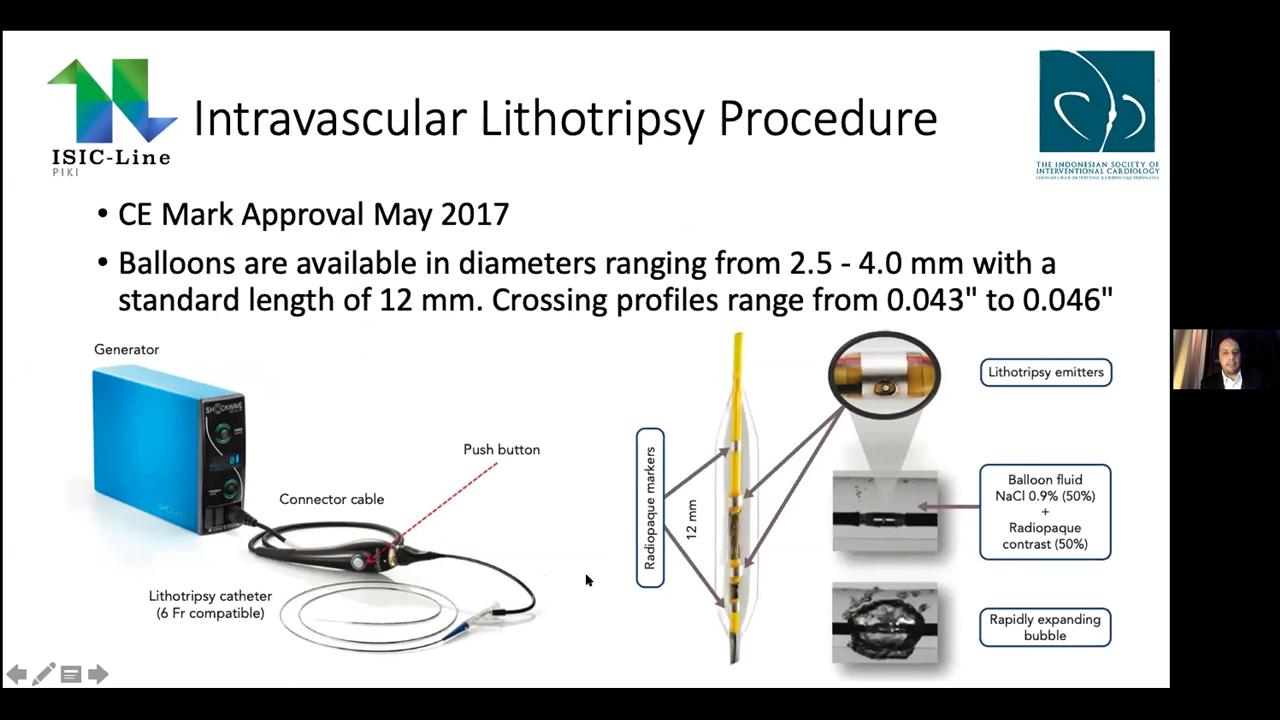 ISIC-Line
PIKI
Intravascular Lithotripsy Procedure
THE INDONESIAN SOCIETY OF
INTERVENTIONAL CARDIOLOGY
• CE Mark Approval May 2017
• Balloons are available in diameters ranging from 2.5 - 4.0 mm with a
standard length of 12 mm. Crossing profiles range from 0.043" to 0.046"
Generator
SHOCKWAVE
Push button
Connector cable
Lithotripsy catheter
(6 Fr compatible)
Radiopaque markers
12 mm
Lithotripsy emitters
Balloon fluid
NaCl 0.9% (50%)
+
Radiopaque
contrast (50%)
Rapidly expanding
bubble